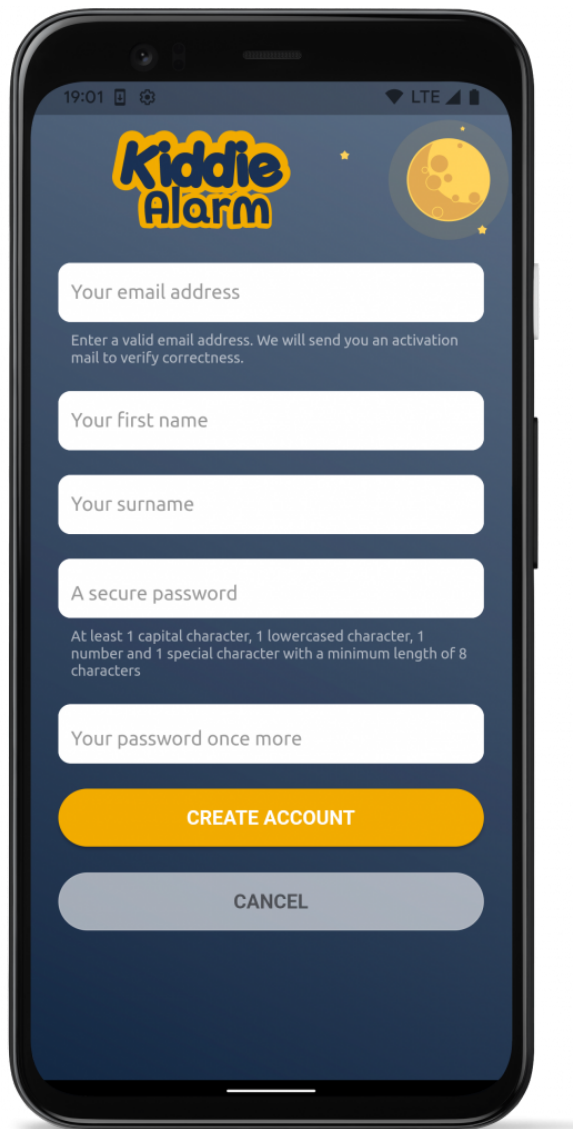 19:01
LTE
Kiddie
Alarm
Your email address
Enter a valid email address. We will send you an activation
mail to verify correctness.
Your first name
Your surname
A secure password
At least 1 capital character, 1 lowercased character, 1
number and 1 special character with a minimum length of 8
characters
Your password once more
CREATE ACCOUNT
CANCEL